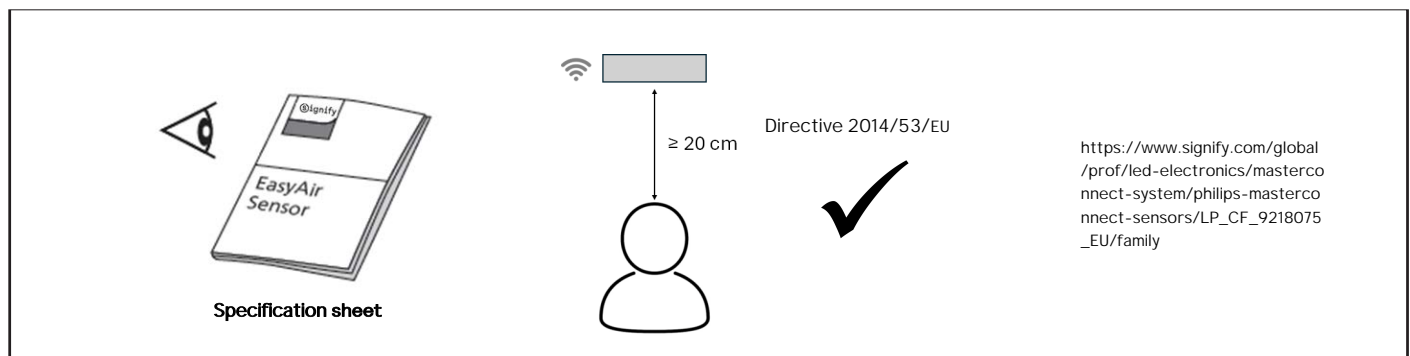 Signify
EasyAir
Sensor
Specification sheet
≥ 20 cm
Directive 2014/53/EU
https://www.signify.com/global
/prof/led-electronics/masterco
nnect-system/philips-masterco
nnect-sensors/LP_CF_9218075
_EU/family